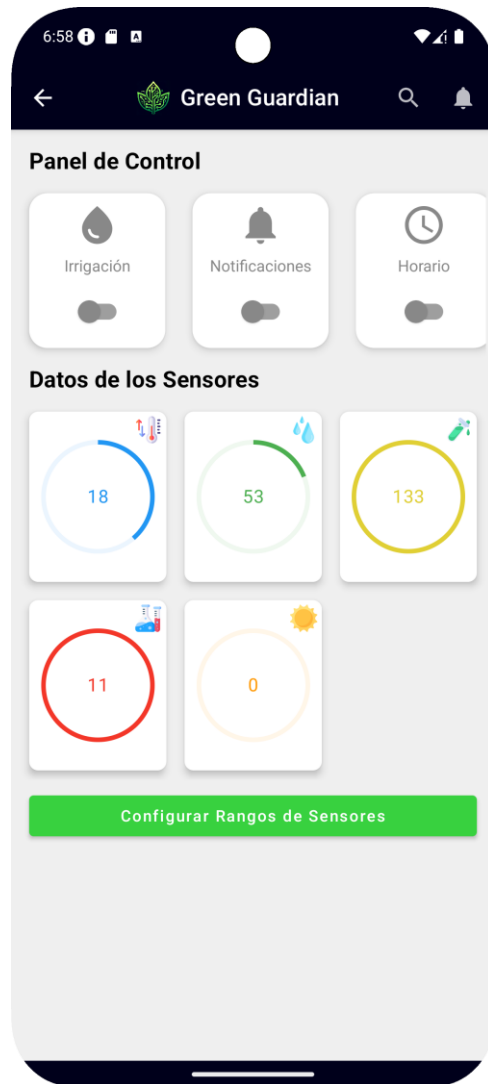 6:58
Green Guardian
Panel de Control
Irrigación Notificaciones Horario
Datos de los Sensores
18 53 133
11 0
Configurar Rangos de Sensores